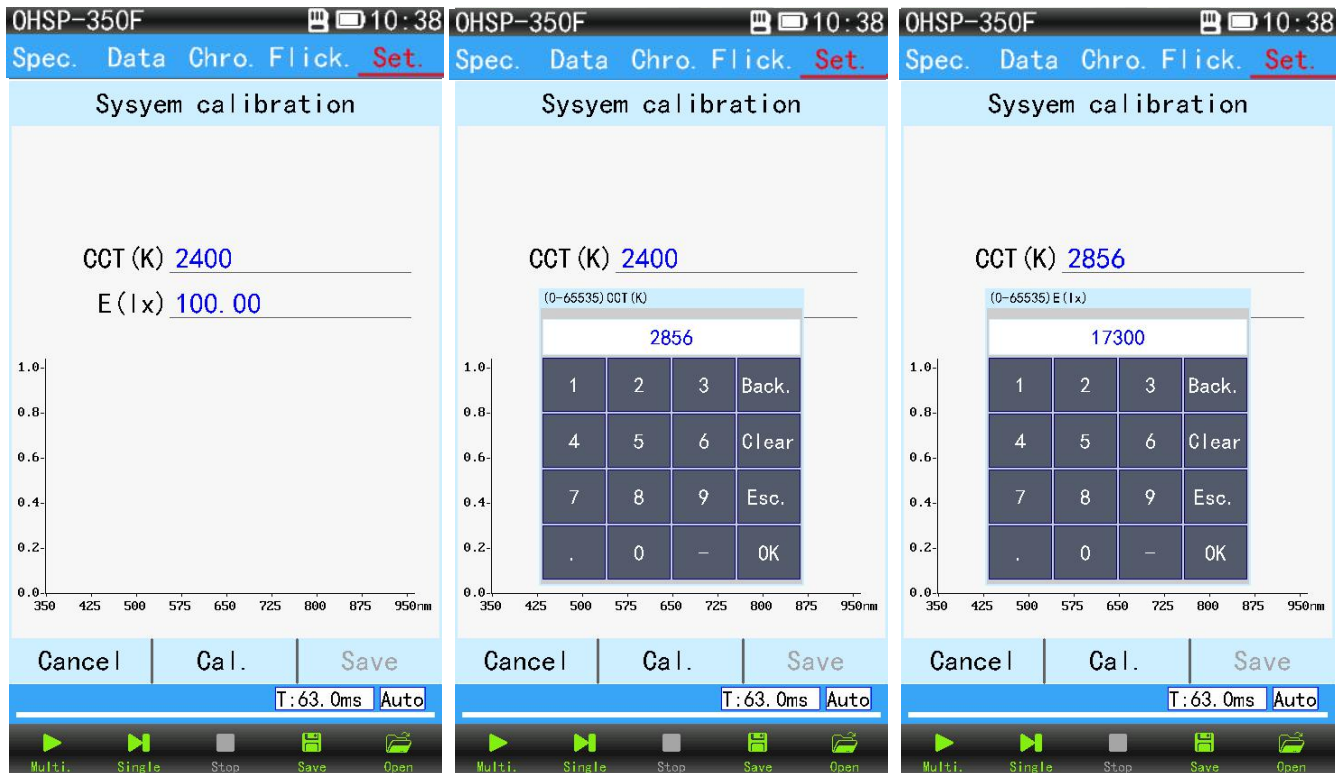 OHSP-350F 10:38
Spec. Data Chro. Flick. Set.
Sysyem calibration
CCT(K) 2400
E(lx) 100.00
1.0
0.8
0.6
0.4
0.2
0.0
350 425 500 575 650 725 800 875 950nm
Cancel Cal. Save
T:63.0ms Auto
Multi. Single Stop Save Open
OHSP-350F 10:38
Spec. Data Chro. Flick. Set.
Sysyem calibration
CCT(K) 2400
(0-65535) CCT(K)
2856
1 2 3 Back.
4 5 6 Clear
7 8 9 Esc.
. 0 - OK
1.0
0.8
0.6
0.4
0.2
0.0
350 425 500 575 650 725 800 875 950nm
Cancel Cal. Save
T:63.0ms Auto
Multi. Single Stop Save Open
OHSP-350F 10:38
Spec. Data Chro. Flick. Set.
Sysyem calibration
CCT(K) 2856
(0-65535) E(lx)
17300
1 2 3 Back.
4 5 6 Clear
7 8 9 Esc.
. 0 - OK
1.0
0.8
0.6
0.4
0.2
0.0
350 425 500 575 650 725 800 875 950nm
Cancel Cal. Save
T:63.0ms Auto
Multi. Single Stop Save Open